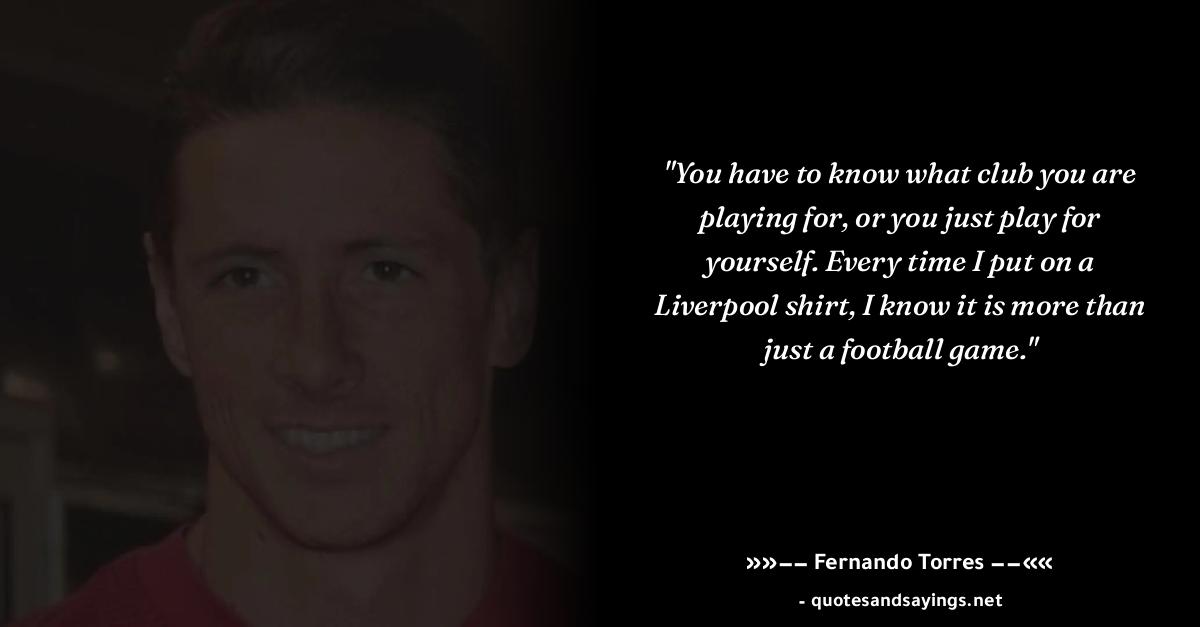 "You have to know what club you are
playing for, or you just play for
yourself. Every time I put on a
Liverpool shirt, I know it is more than
just a football game."
»»–– Fernando Torres ––««
- quotesandsayings.net